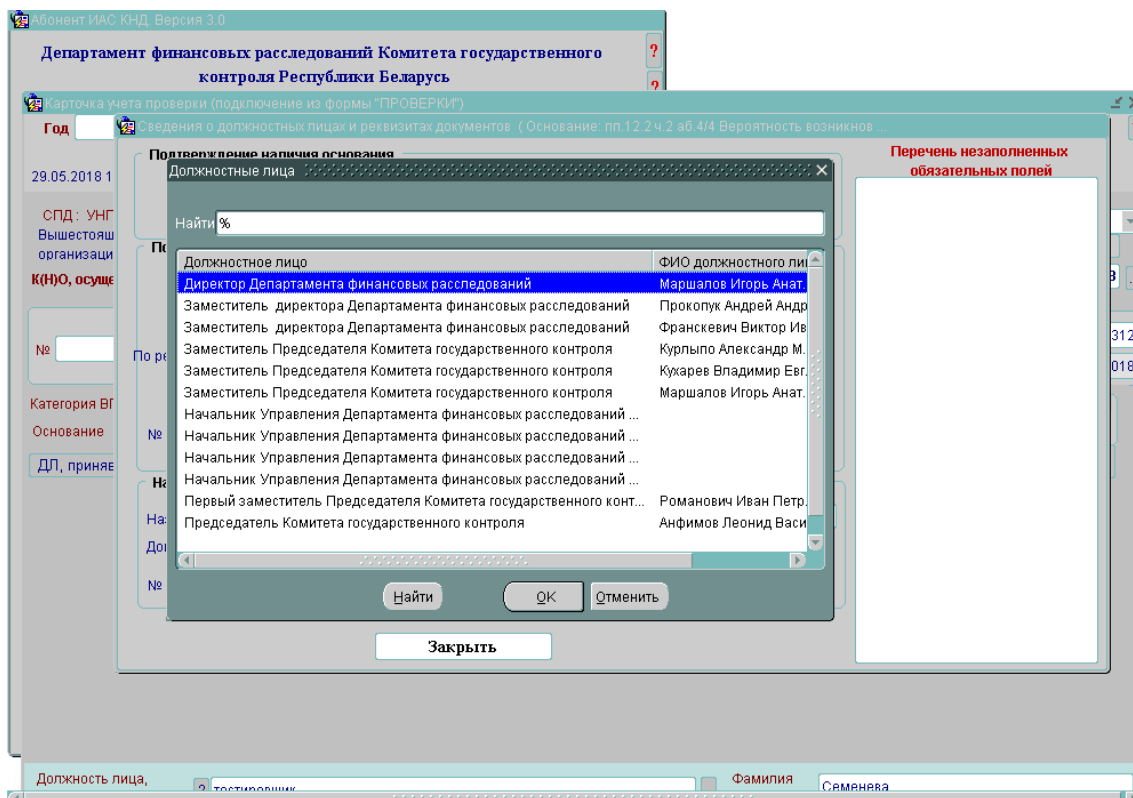 Абонент ИАС КНД. Версия 3.0
Департамент финансовых расследований Комитета государственного
контроля Республики Беларусь
?
?
Карточка учета проверки (подключение из формы "ПРОВЕРКИ")
Год
Сведения о должностных лицах и реквизитах документов ( Основание: пп.12.2 ч.2 аб.4/4 Вероятность возникнов ...
Подтверждение наличия основания
Перечень незаполненных
обязательных полей
29.05.2018 1
СПД : УНГ
Вышестоящ
организаци
К(Н)О, осуще
№
По ре
312
018
Категория ВГ
Основание
№
ДЛ, приняв
На
До
№
Должностные лица
Найти %
Должностное лицо ФИО должностного ли
Директор Департамента финансовых расследований Маршалов Игорь Анат.
Заместитель директора Департамента финансовых расследований Прокопук Андрей Андр
Заместитель директора Департамента финансовых расследований Франскевич Виктор Ив
Заместитель Председателя Комитета государственного контроля Курлыпо Александр М.
Заместитель Председателя Комитета государственного контроля Кухарев Владимир Евг.
Заместитель Председателя Комитета государственного контроля Маршалов Игорь Анат.
Начальник Управления Департамента финансовых расследований ...
Начальник Управления Департамента финансовых расследований ...
Начальник Управления Департамента финансовых расследований ...
Начальник Управления Департамента финансовых расследований ...
Первый заместитель Председателя Комитета государственного конт... Романович Иван Петр.
Председатель Комитета государственного контроля Анфимов Леонид Васи
Найти ОК Отменить
Закрыть
Должность лица,
? тестировщик
Фамилия
Семенева